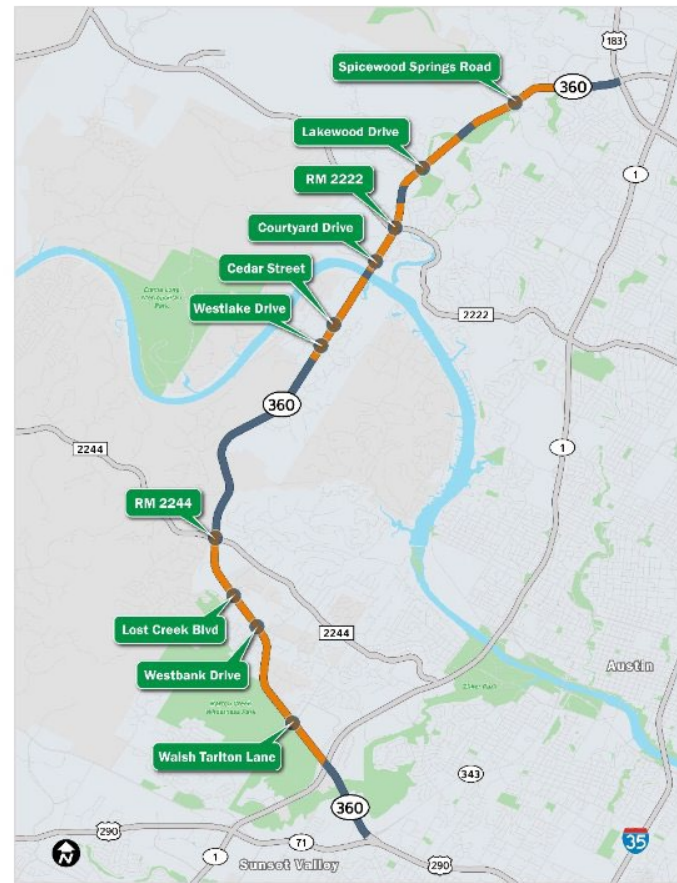 183
Spicewood Springs Road
360
Lakewood Drive
1
RM 2222
Courtyard Drive
Cedar Street
Westlake Drive
2222
360
2244
1
RM 2244
Lost Creek Blvd
2244
Westbank Drive
Austin
Walsh Tarlton Lane
343
360
290
71
35
N
1
Sunset Valley
290